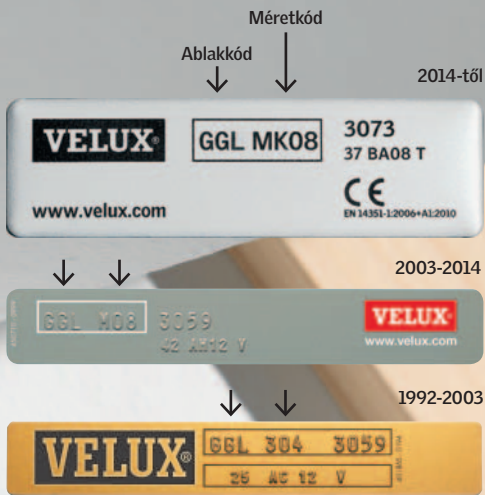 Méretkód
Ablakkód
2014-től
VELUX® GGL MK08 3073
37 BA08 T
CE
www.velux.com EN 14351-1:2006+A1:2010
2003-2014
GGL M08 3059 VELUX®
42 AH12 V www.velux.com
1992-2003
VELUX® GGL 304 3059
25 AC 12 V